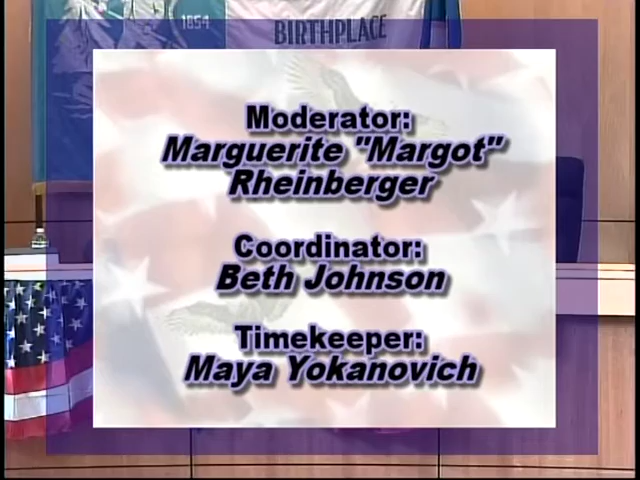 1854
BIRTHPLACE
Moderator:
Marguerite "Margot"
Rheinberger
Coordinator:
Beth Johnson
Timekeeper:
Maya Yokanovich